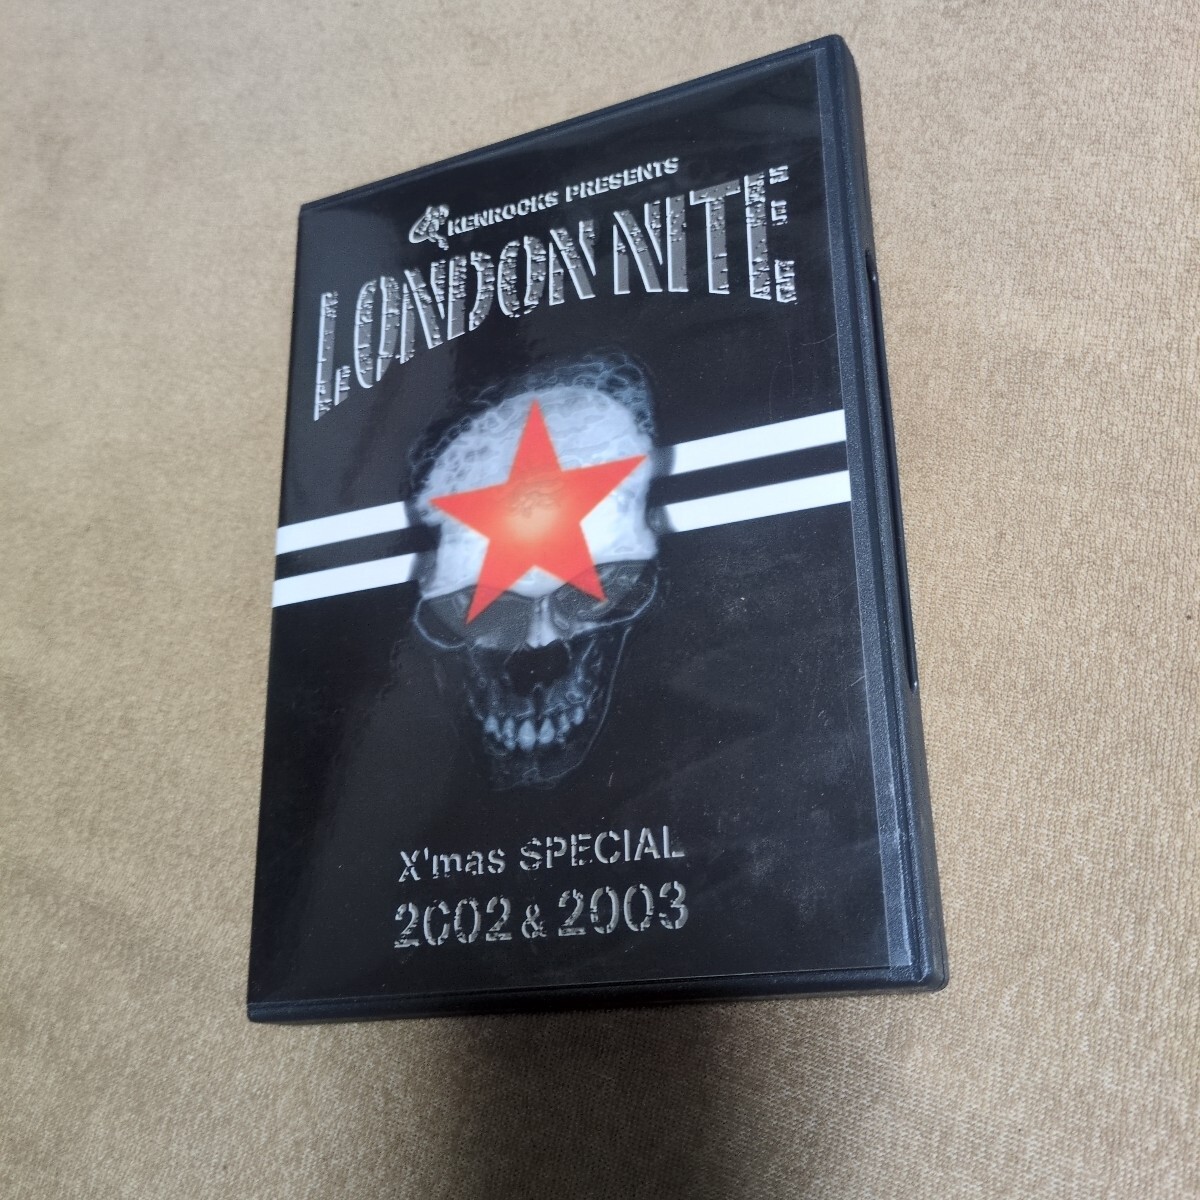 KENROCKS PRESENTS
LONDON NITE
X'mas SPECIAL
2002 & 2003